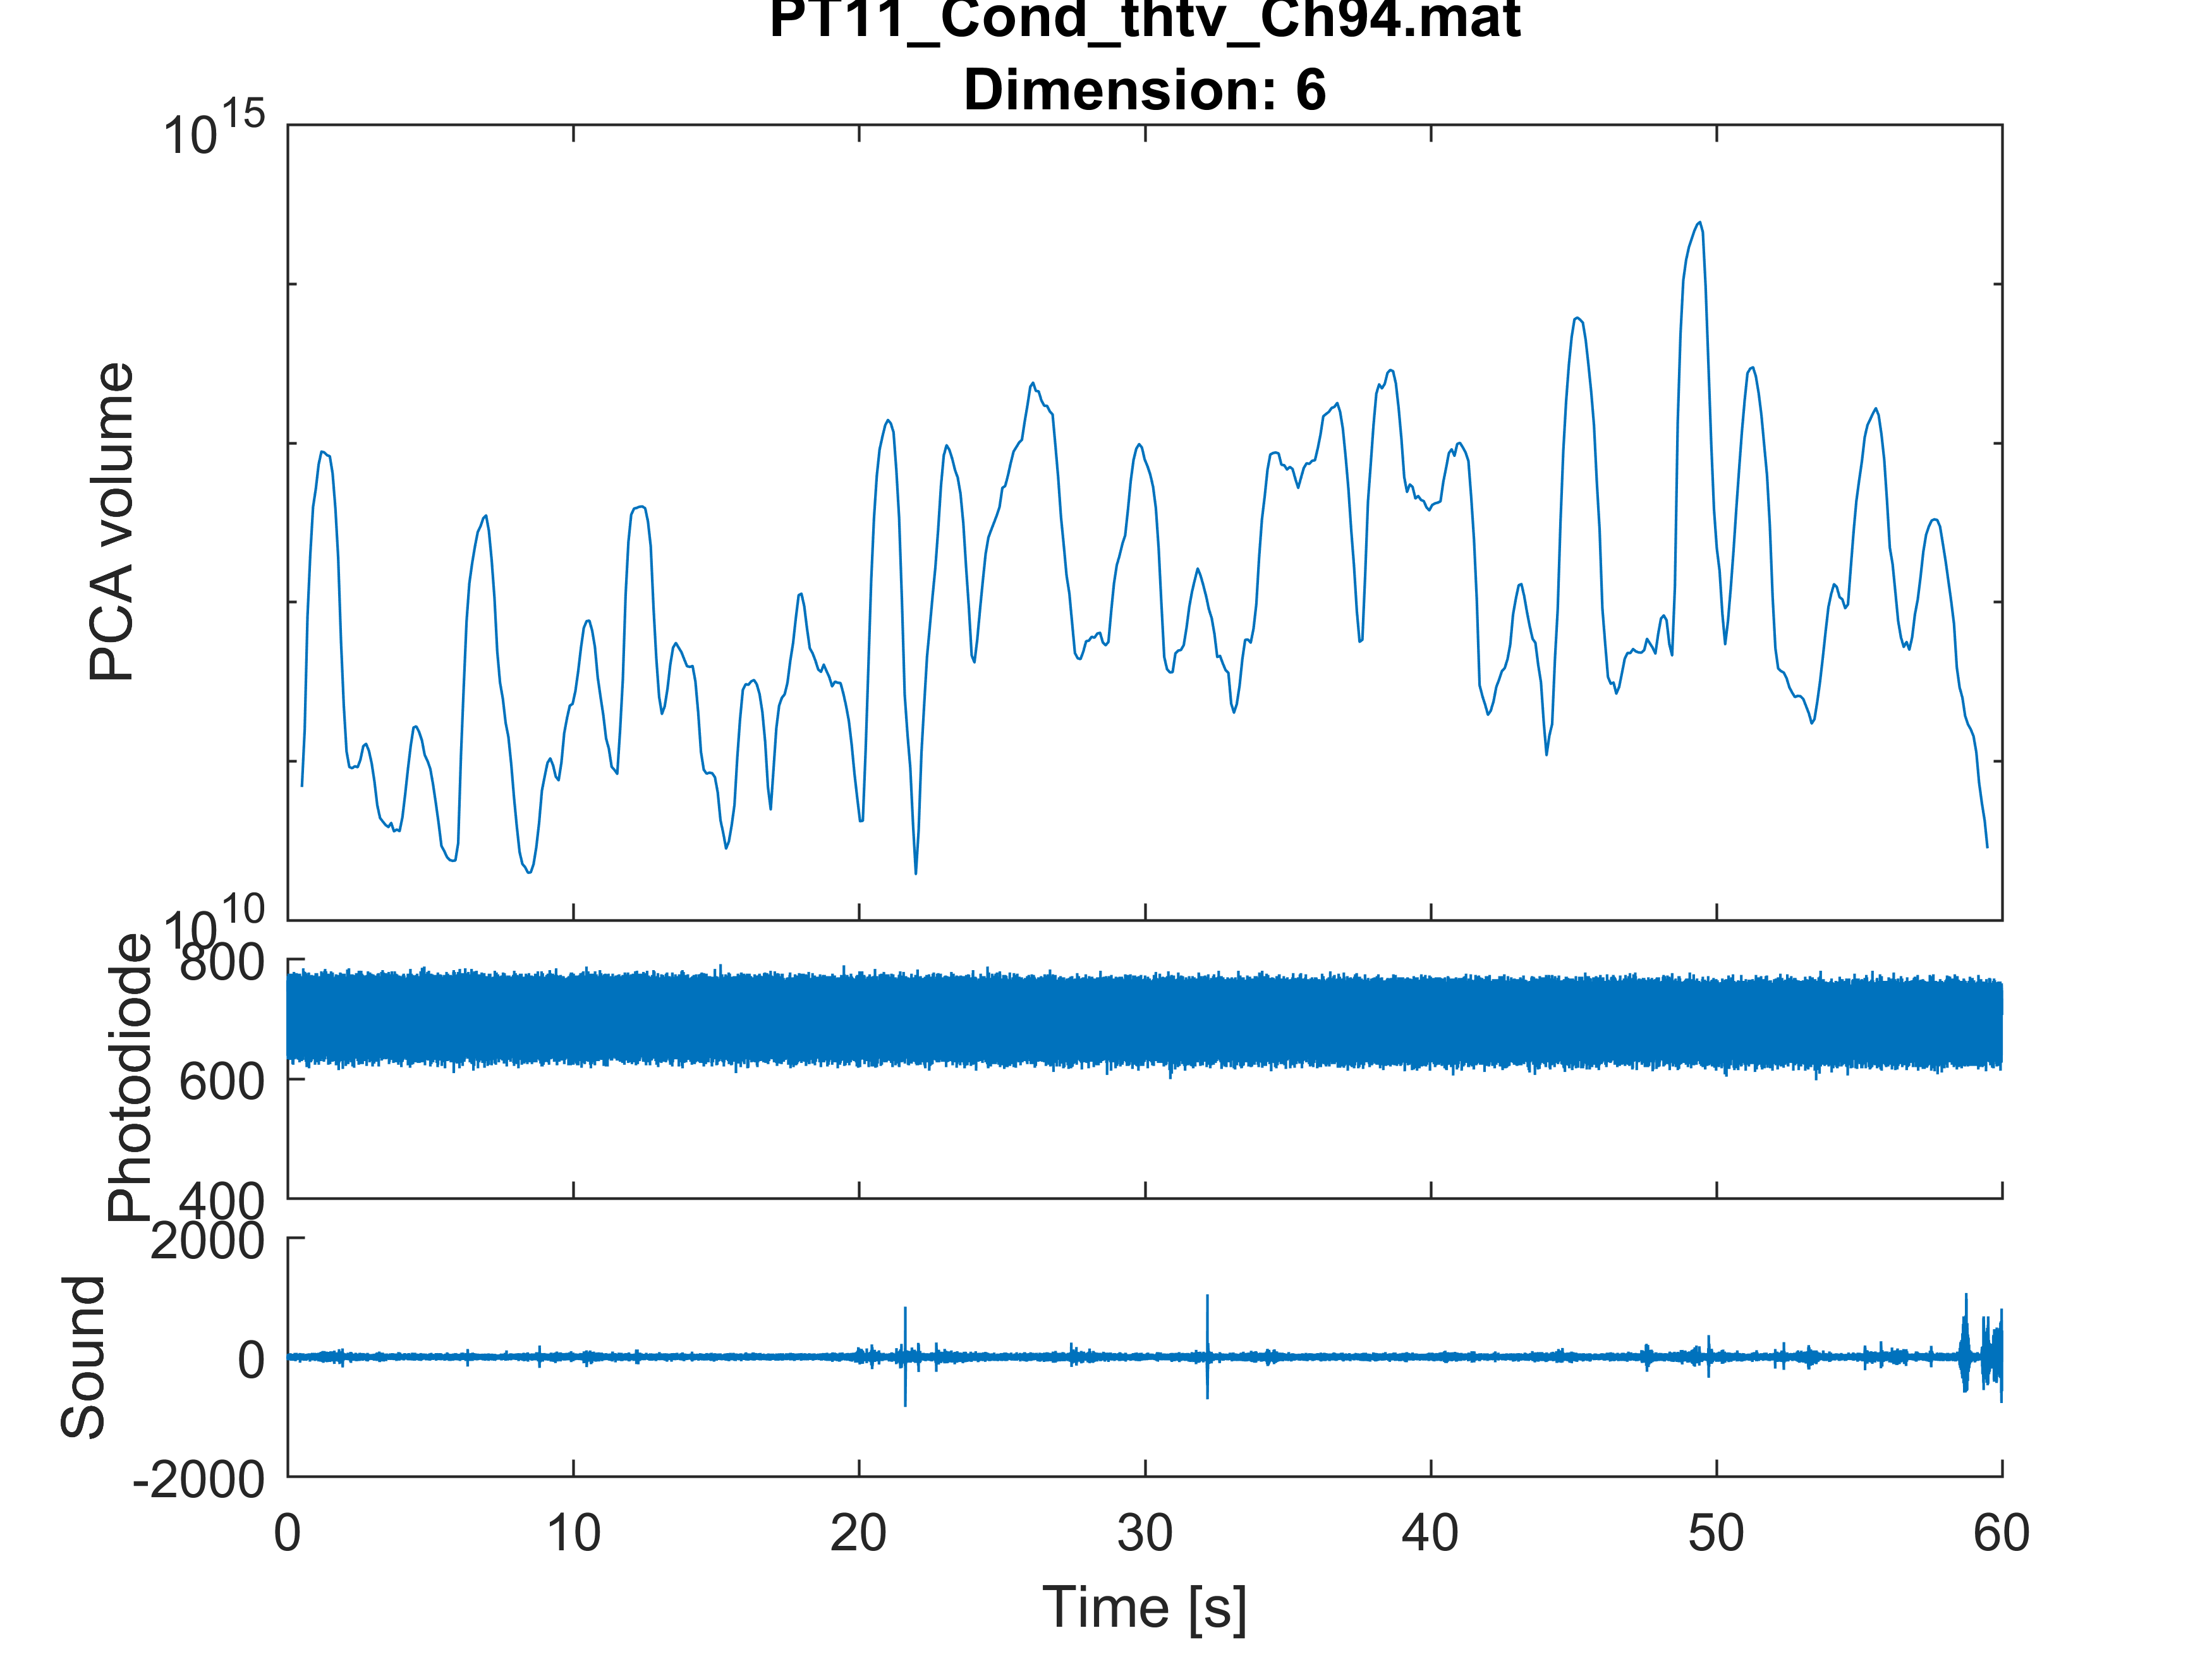 PT11_Cond_thtv_Ch94.mat
Dimension: 6
10^15
PCA volume
10^10
800
Photodiode
600
400
2000
Sound
0
-2000
0 10 20 30 40 50 60
Time [s]